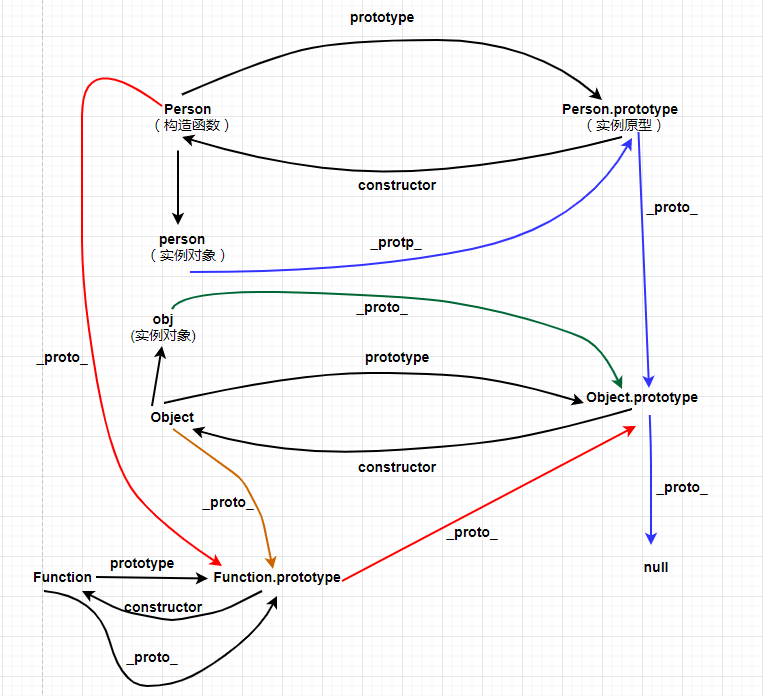 prototype
Person
（构造函数）
Person.prototype
（实例原型）
constructor
_proto_
person
（实例对象）
_protp_
obj
(实例对象)
_proto_
_proto_
prototype
Object.prototype
Object
constructor
_proto_
_proto_
_proto_
prototype
null
Function
Function.prototype
constructor
_proto_